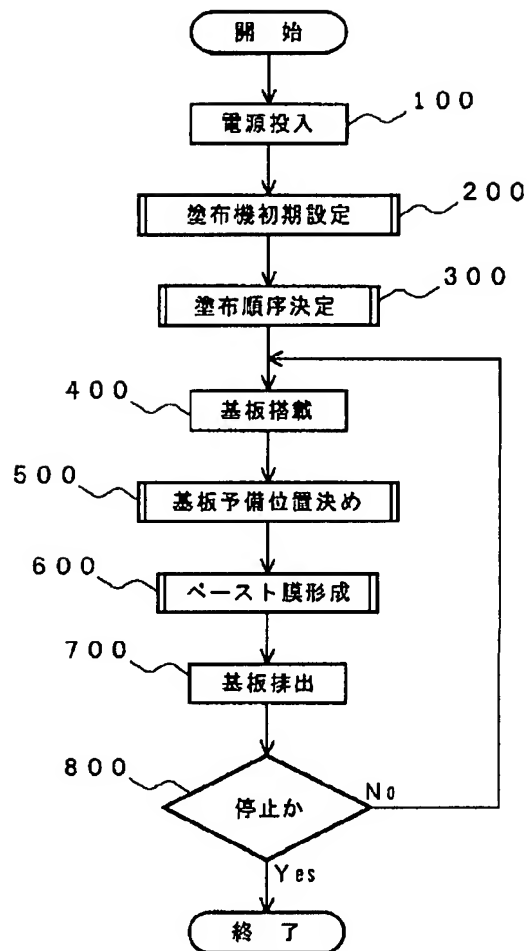 開 始
100
電源投入
200
塗布機初期設定
300
塗布順序決定
400
基板搭載
500
基板予備位置決め
600
ペースト膜形成
700
基板排出
800
停止か
No
Yes
終 了